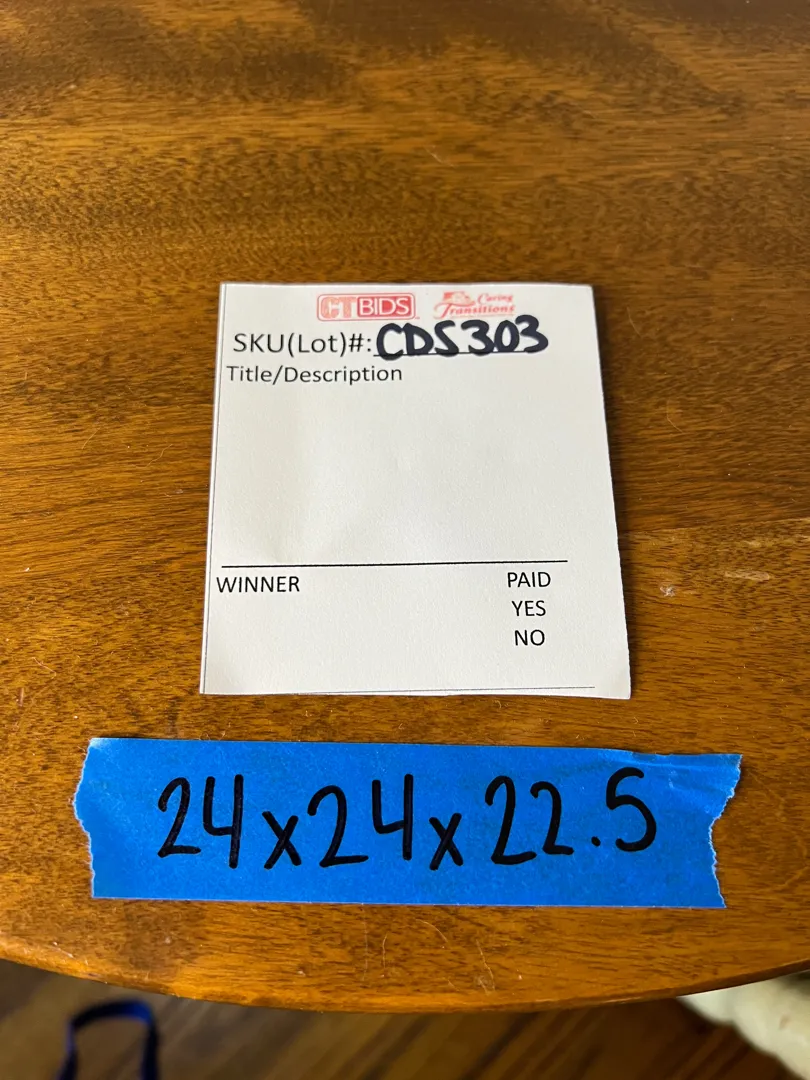 CTBIDS Caring Transitions
SKU(Lot)#: CDS303
Title/Description
WINNER PAID
YES
NO
24x24x22.5